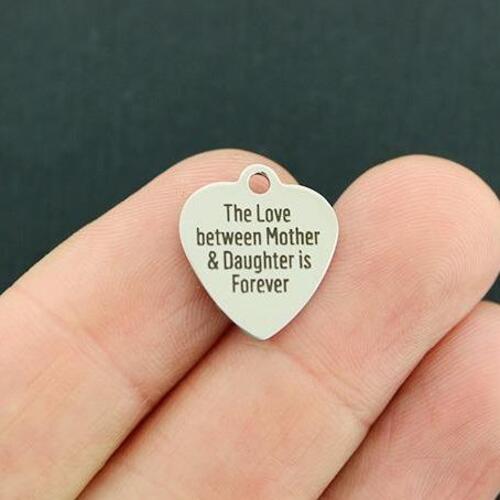 The Love
between Mother
& Daughter is
Forever